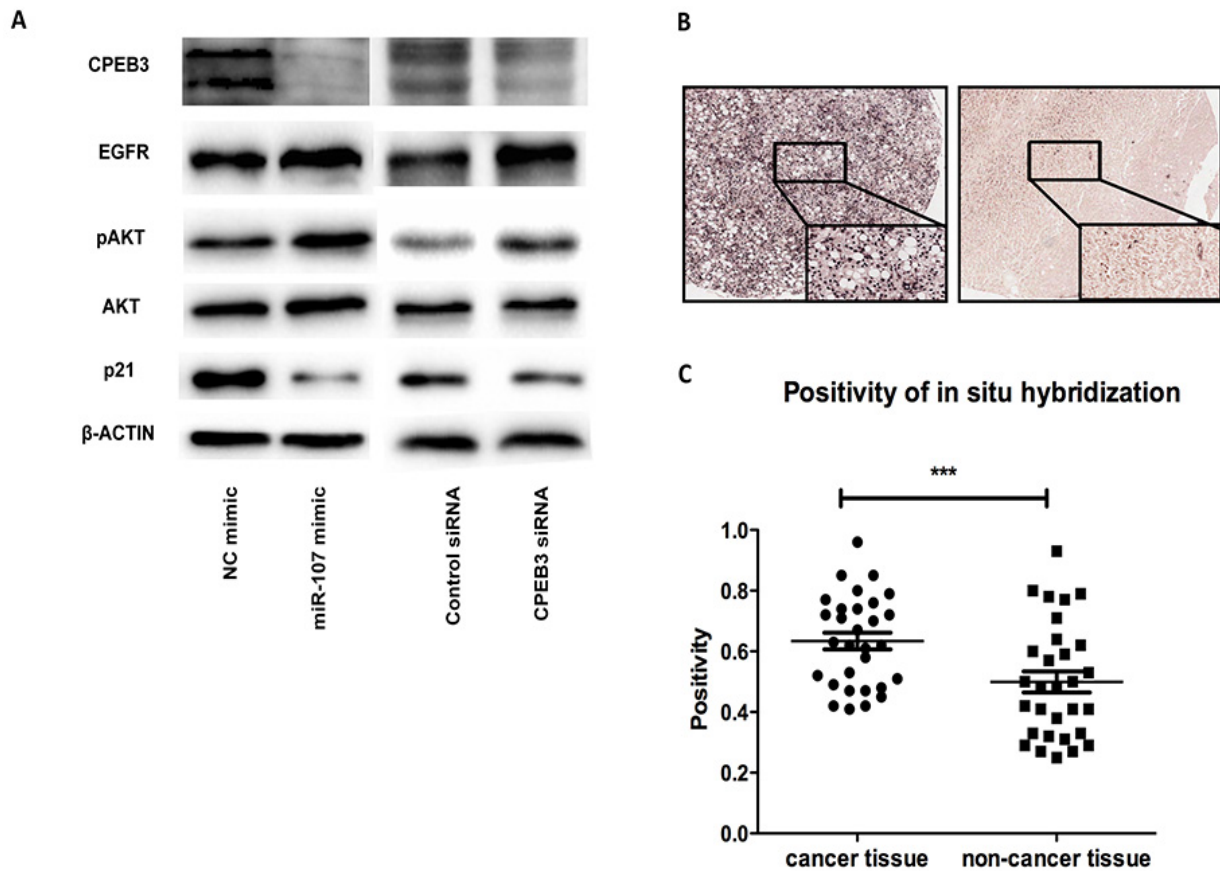 A
CPEB3
EGFR
pAKT
AKT
p21
β-ACTIN
NC mimic
miR-107 mimic
Control siRNA
CPEB3 siRNA
B
C
Positivity of in situ hybridization
***
Positivity
1.0
0.8
0.6
0.4
0.2
0.0
cancer tissue
non-cancer tissue